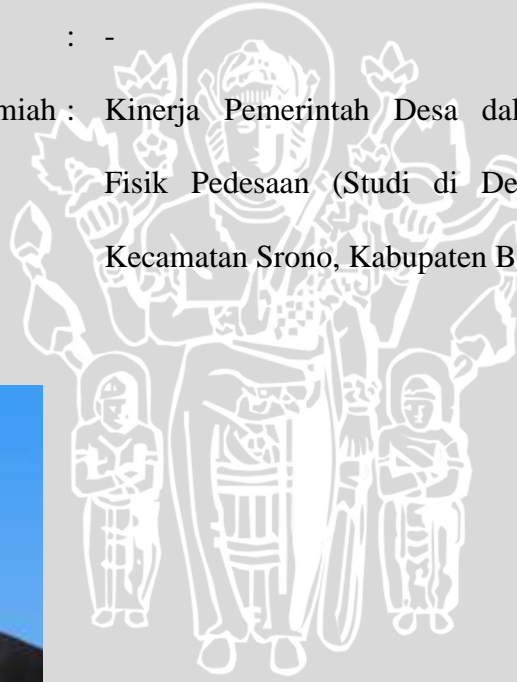 : -
miah : Kinerja Pemerintah Desa dal
Fisik Pedesaan (Studi di De
Kecamatan Srono, Kabupaten B